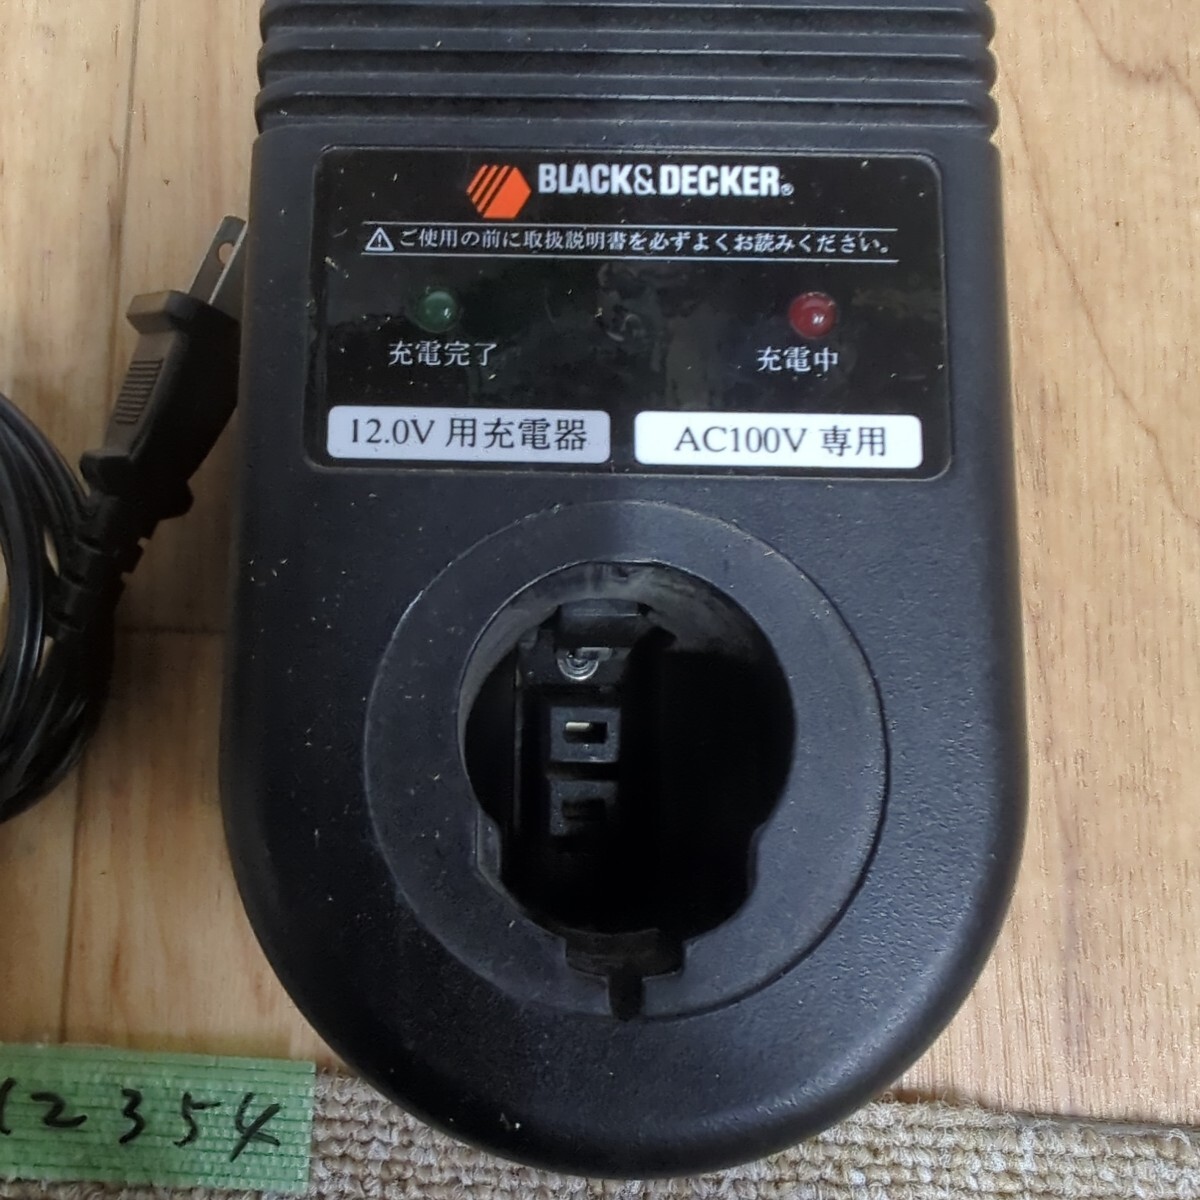 BLACK&DECKER®
⚠ご使用の前に取扱説明書を必ずよくお読みください。
充電完了
充電中
12.0V 用充電器
AC100V 専用
2354